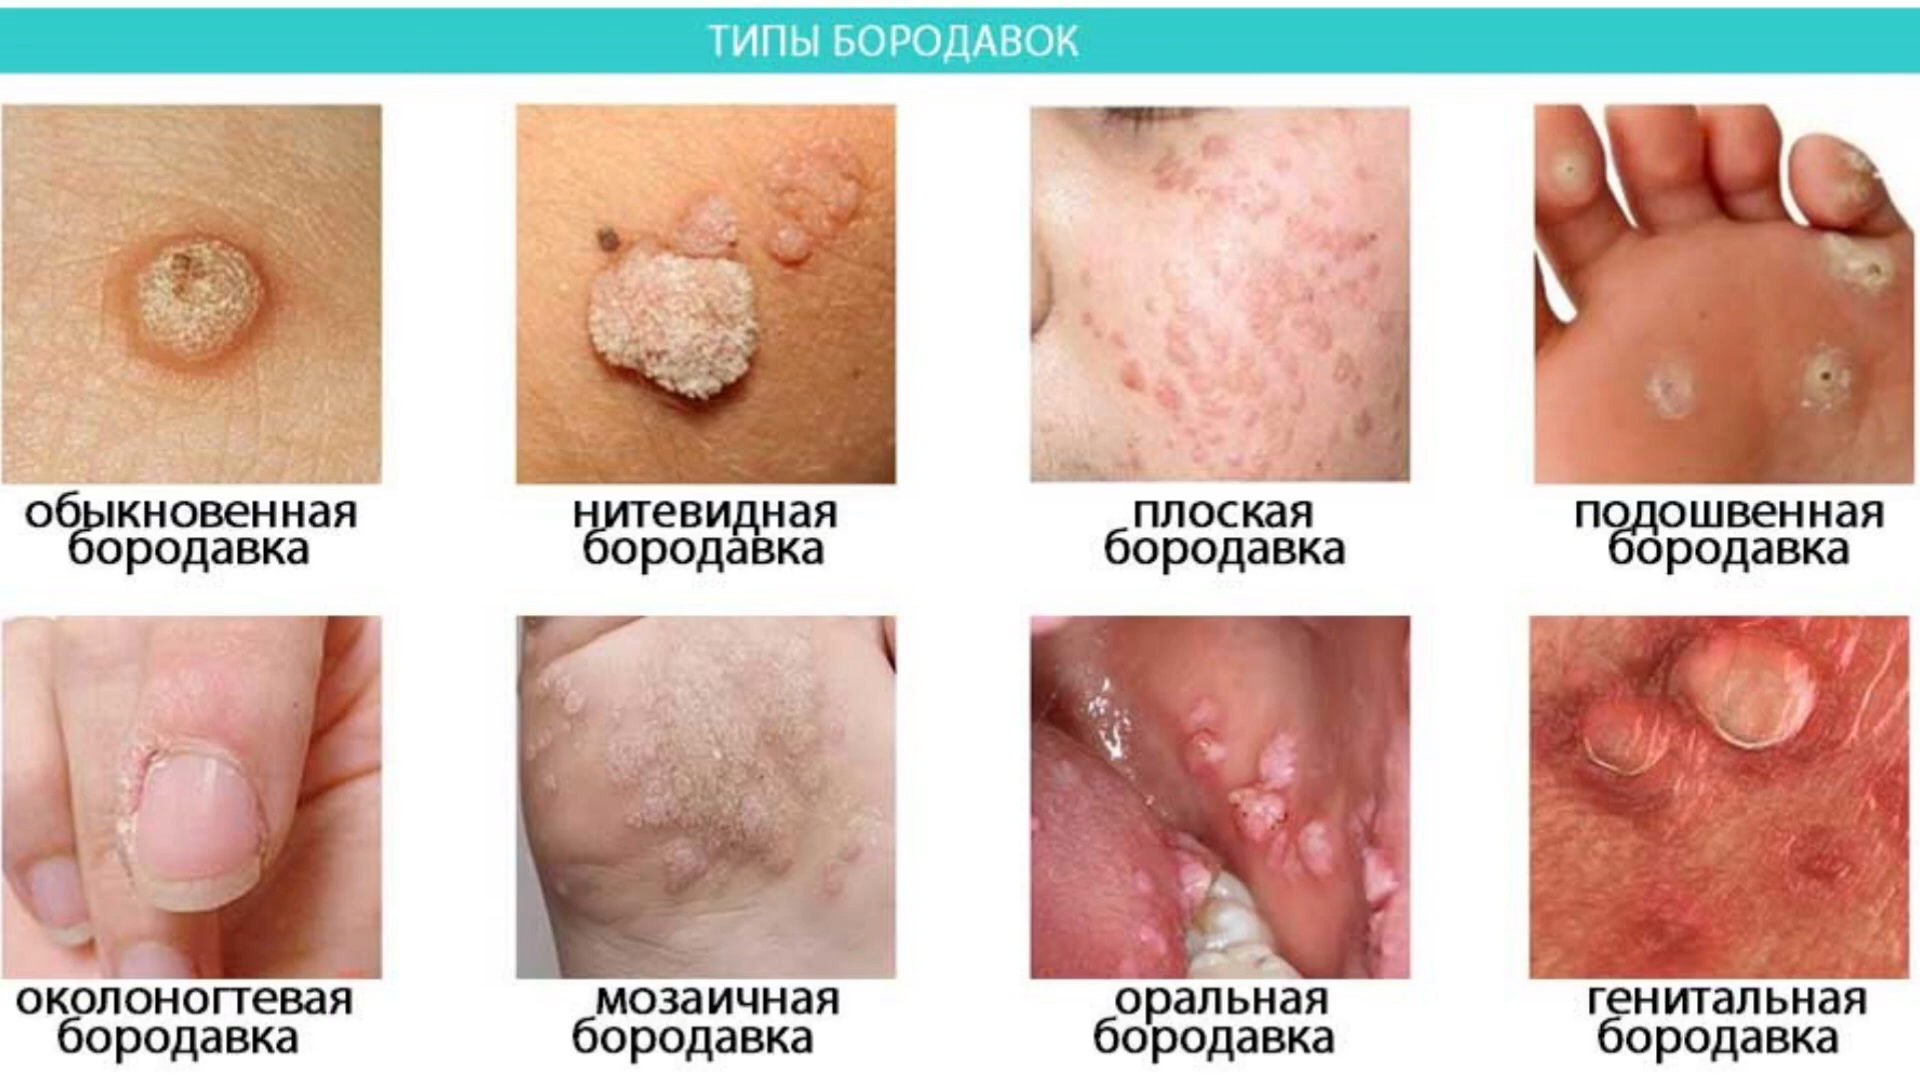 ТИПЫ БОРОДАВОК
обыкновенная
бородавка
нитевидная
бородавка
плоская
бородавка
подошвенная
бородавка
околоногтевая
бородавка
мозаичная
бородавка
оральная
бородавка
генитальная
бородавка